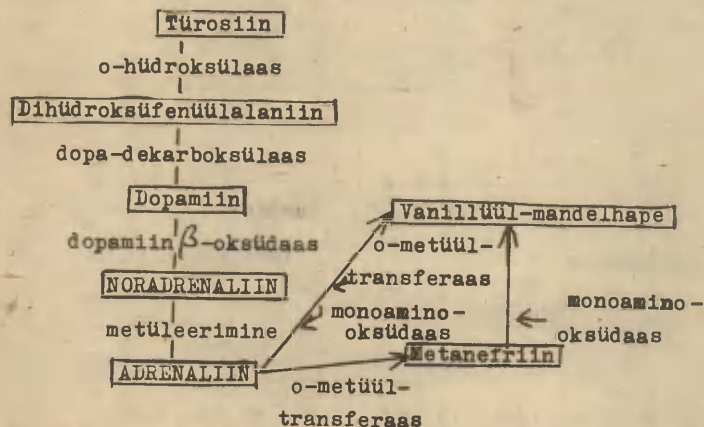 Türosiin
o-hüdroksülaas
Dihüdroksüfenüülalaniin
dopa-dekarboksülaas
Dopamiin
dopamiin β-oksüdaas
NORADRENALIIN
metüleerimine
ADRENALIIN
Vanillüül-mandelhape
o-metüül-
transferaas
monoamino-
oksüdaas
monoamino-
oksüdaas
Metanefriin
o-metüül-
transferaas